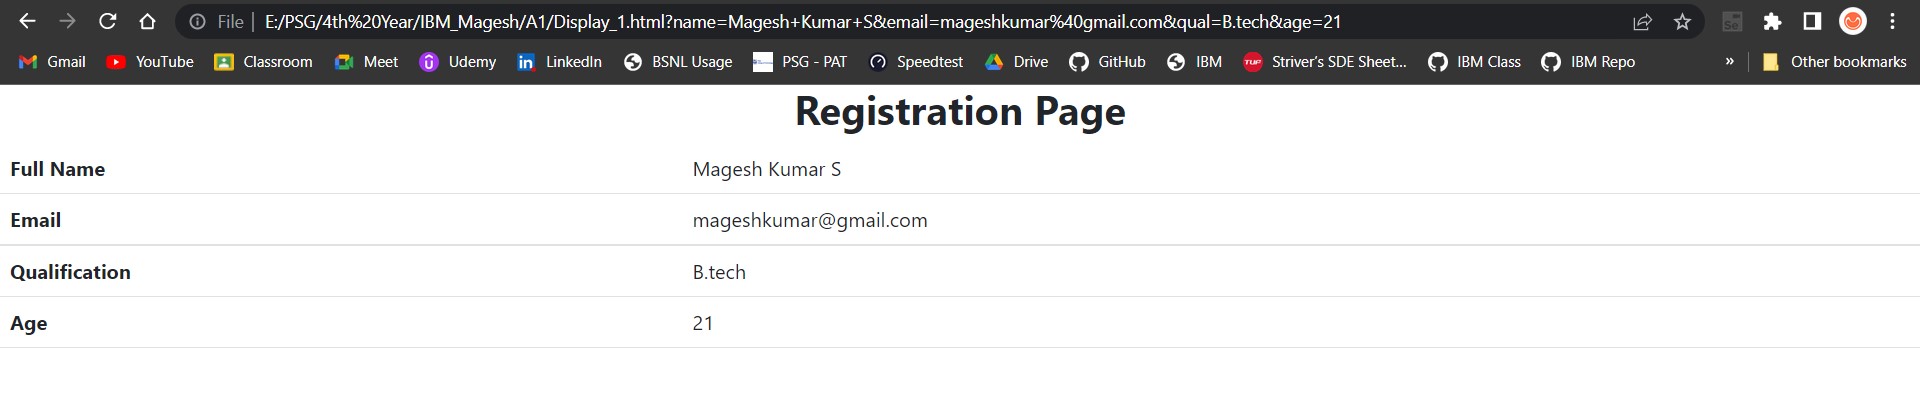 File | E:/PSG/4th%20Year/IBM_Magesh/A1/Display_1.html?name=Magesh+Kumar+S&email=mageshkumar%40gmail.com&qual=B.tech&age=21 Se
Gmail YouTube Classroom Meet Udemy LinkedIn BSNL Usage PSG - PAT Speedtest Drive GitHub IBM TUF Striver's SDE Sheet... IBM Class IBM Repo » Other bookmarks
Registration Page
Full Name Magesh Kumar S
Email mageshkumar@gmail.com
Qualification B.tech
Age 21